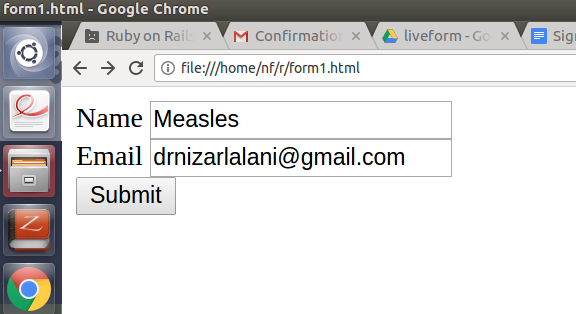 form1.html - Google Chrome
Ruby on Rails
Confirmation
liveform - Go
Sign
file:///home/nf/r/form1.html
Name Measles
Email drnizarlalani@gmail.com
Submit